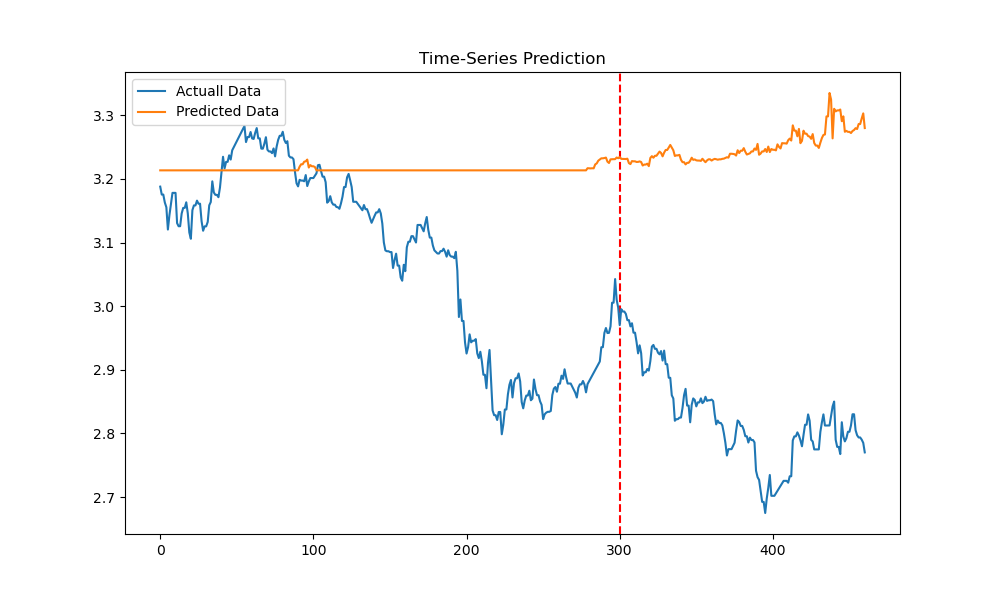 Time-Series Prediction
Actuall Data
Predicted Data
3.3
3.2
3.1
3.0
2.9
2.8
2.7
0 100 200 300 400